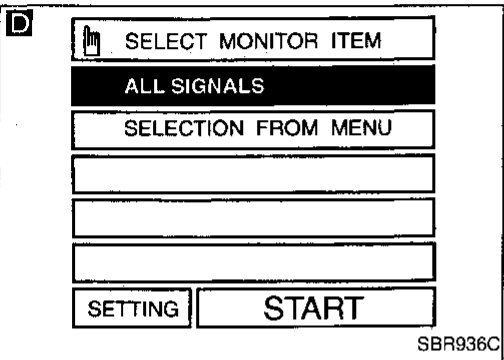 D
SELECT MONITOR ITEM
ALL SIGNALS
SELECTION FROM MENU
SETTING START
SBR936C